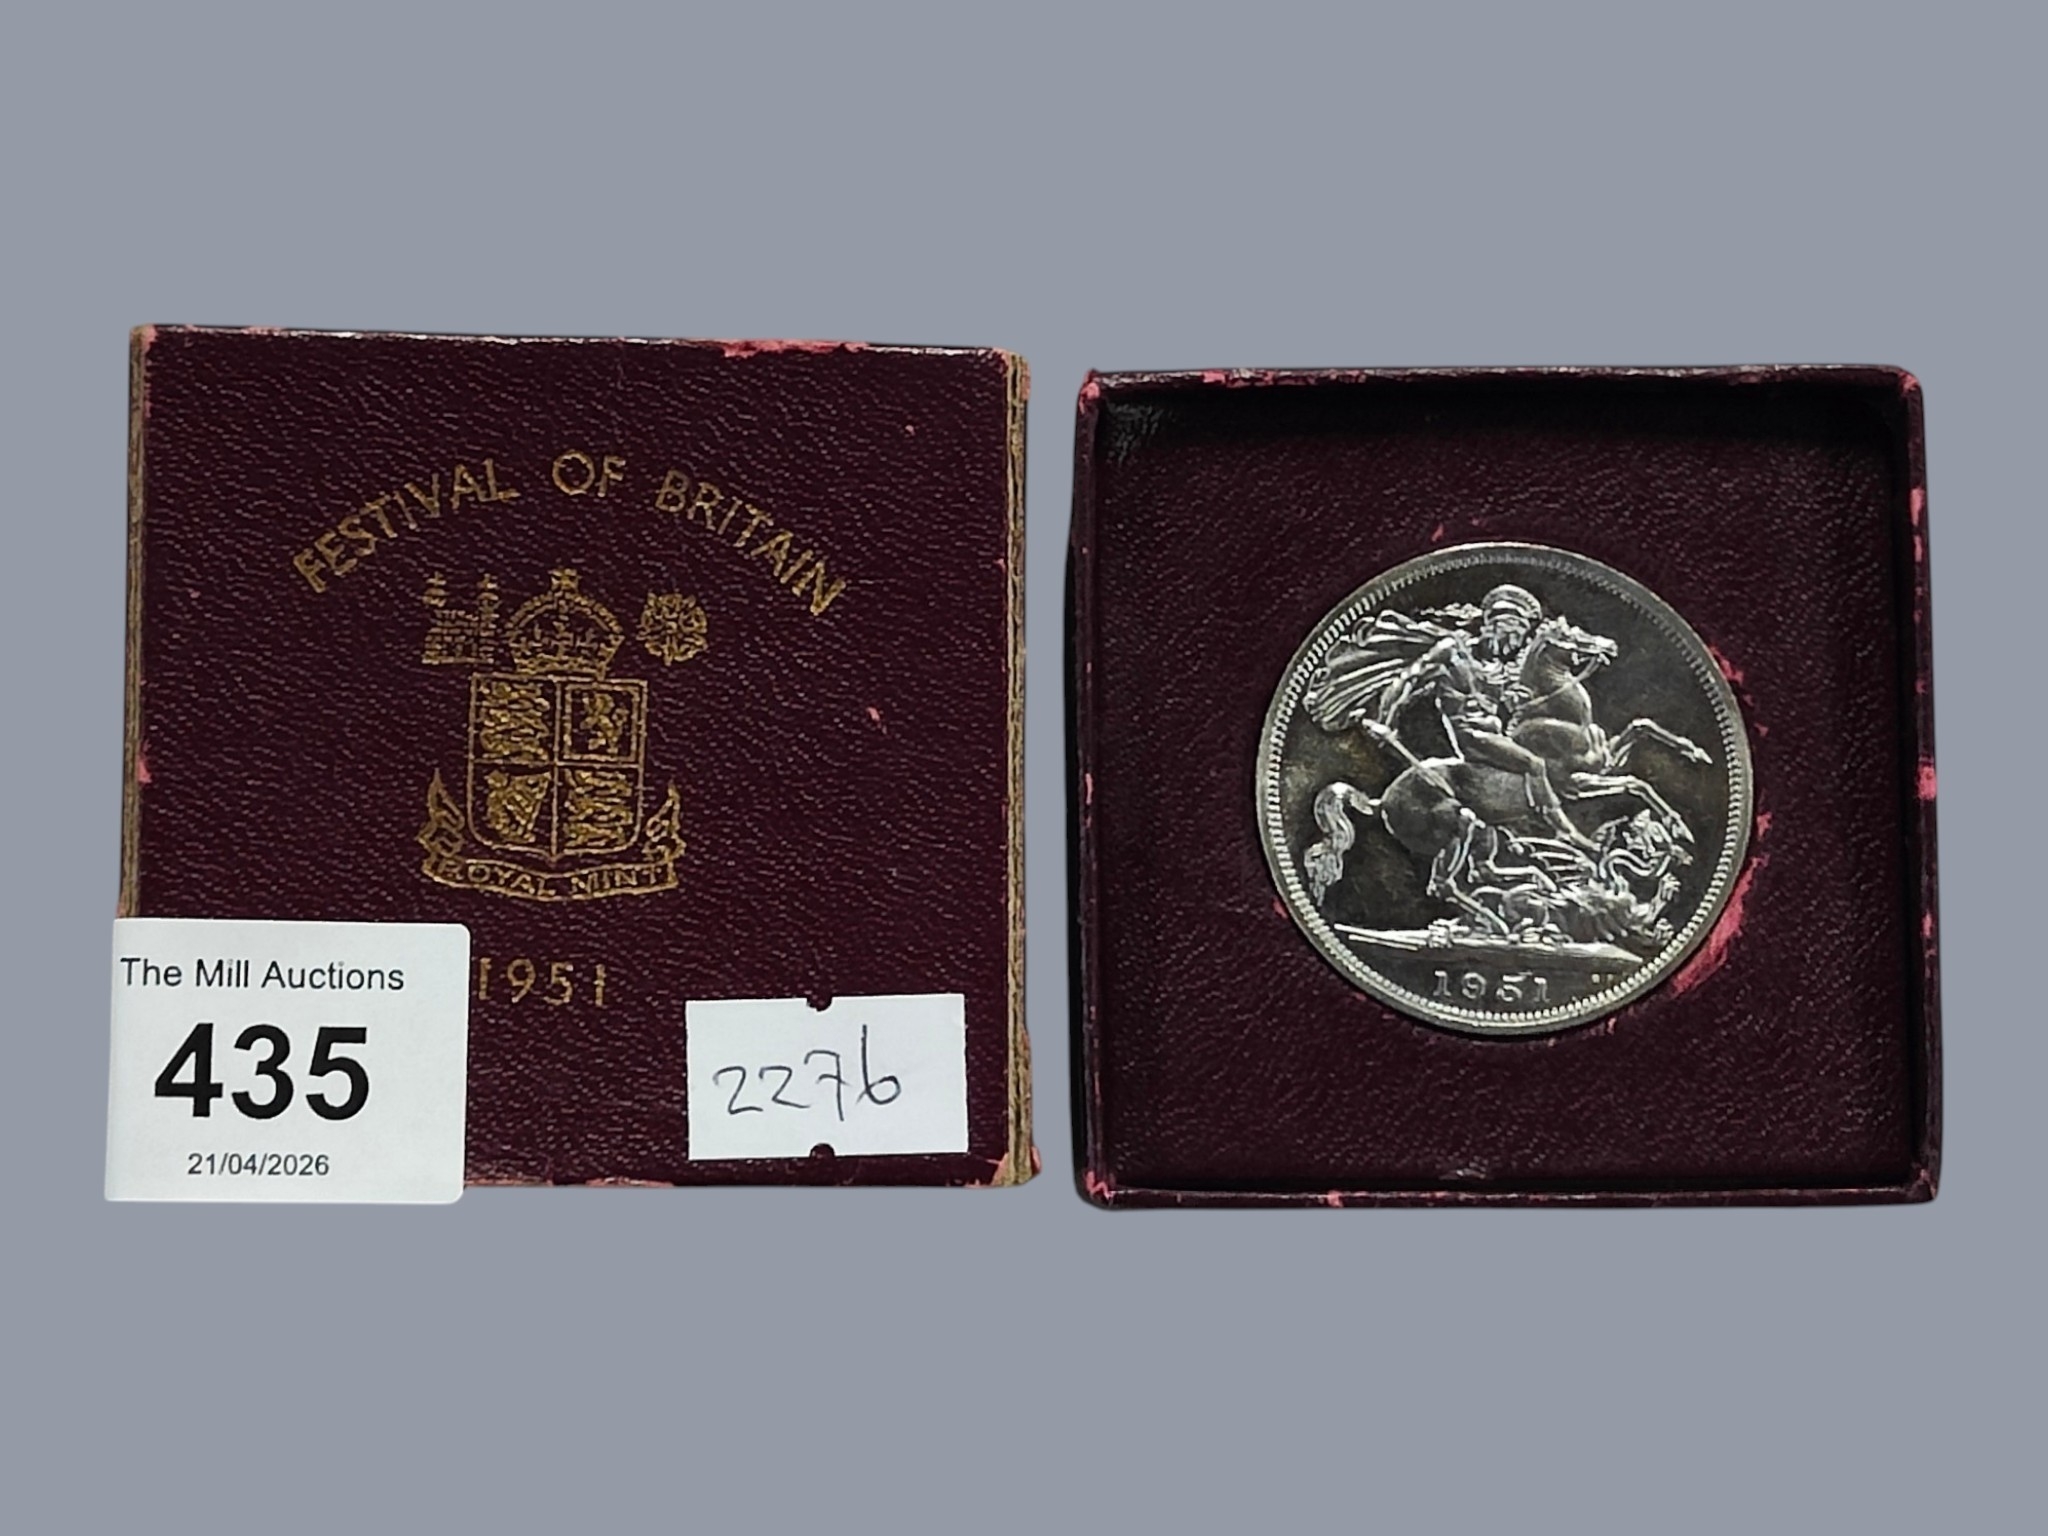 FESTIVAL OF BRITAIN
ROYAL MINT
1951
The Mill Auctions
435
21/04/2026
2276
1951